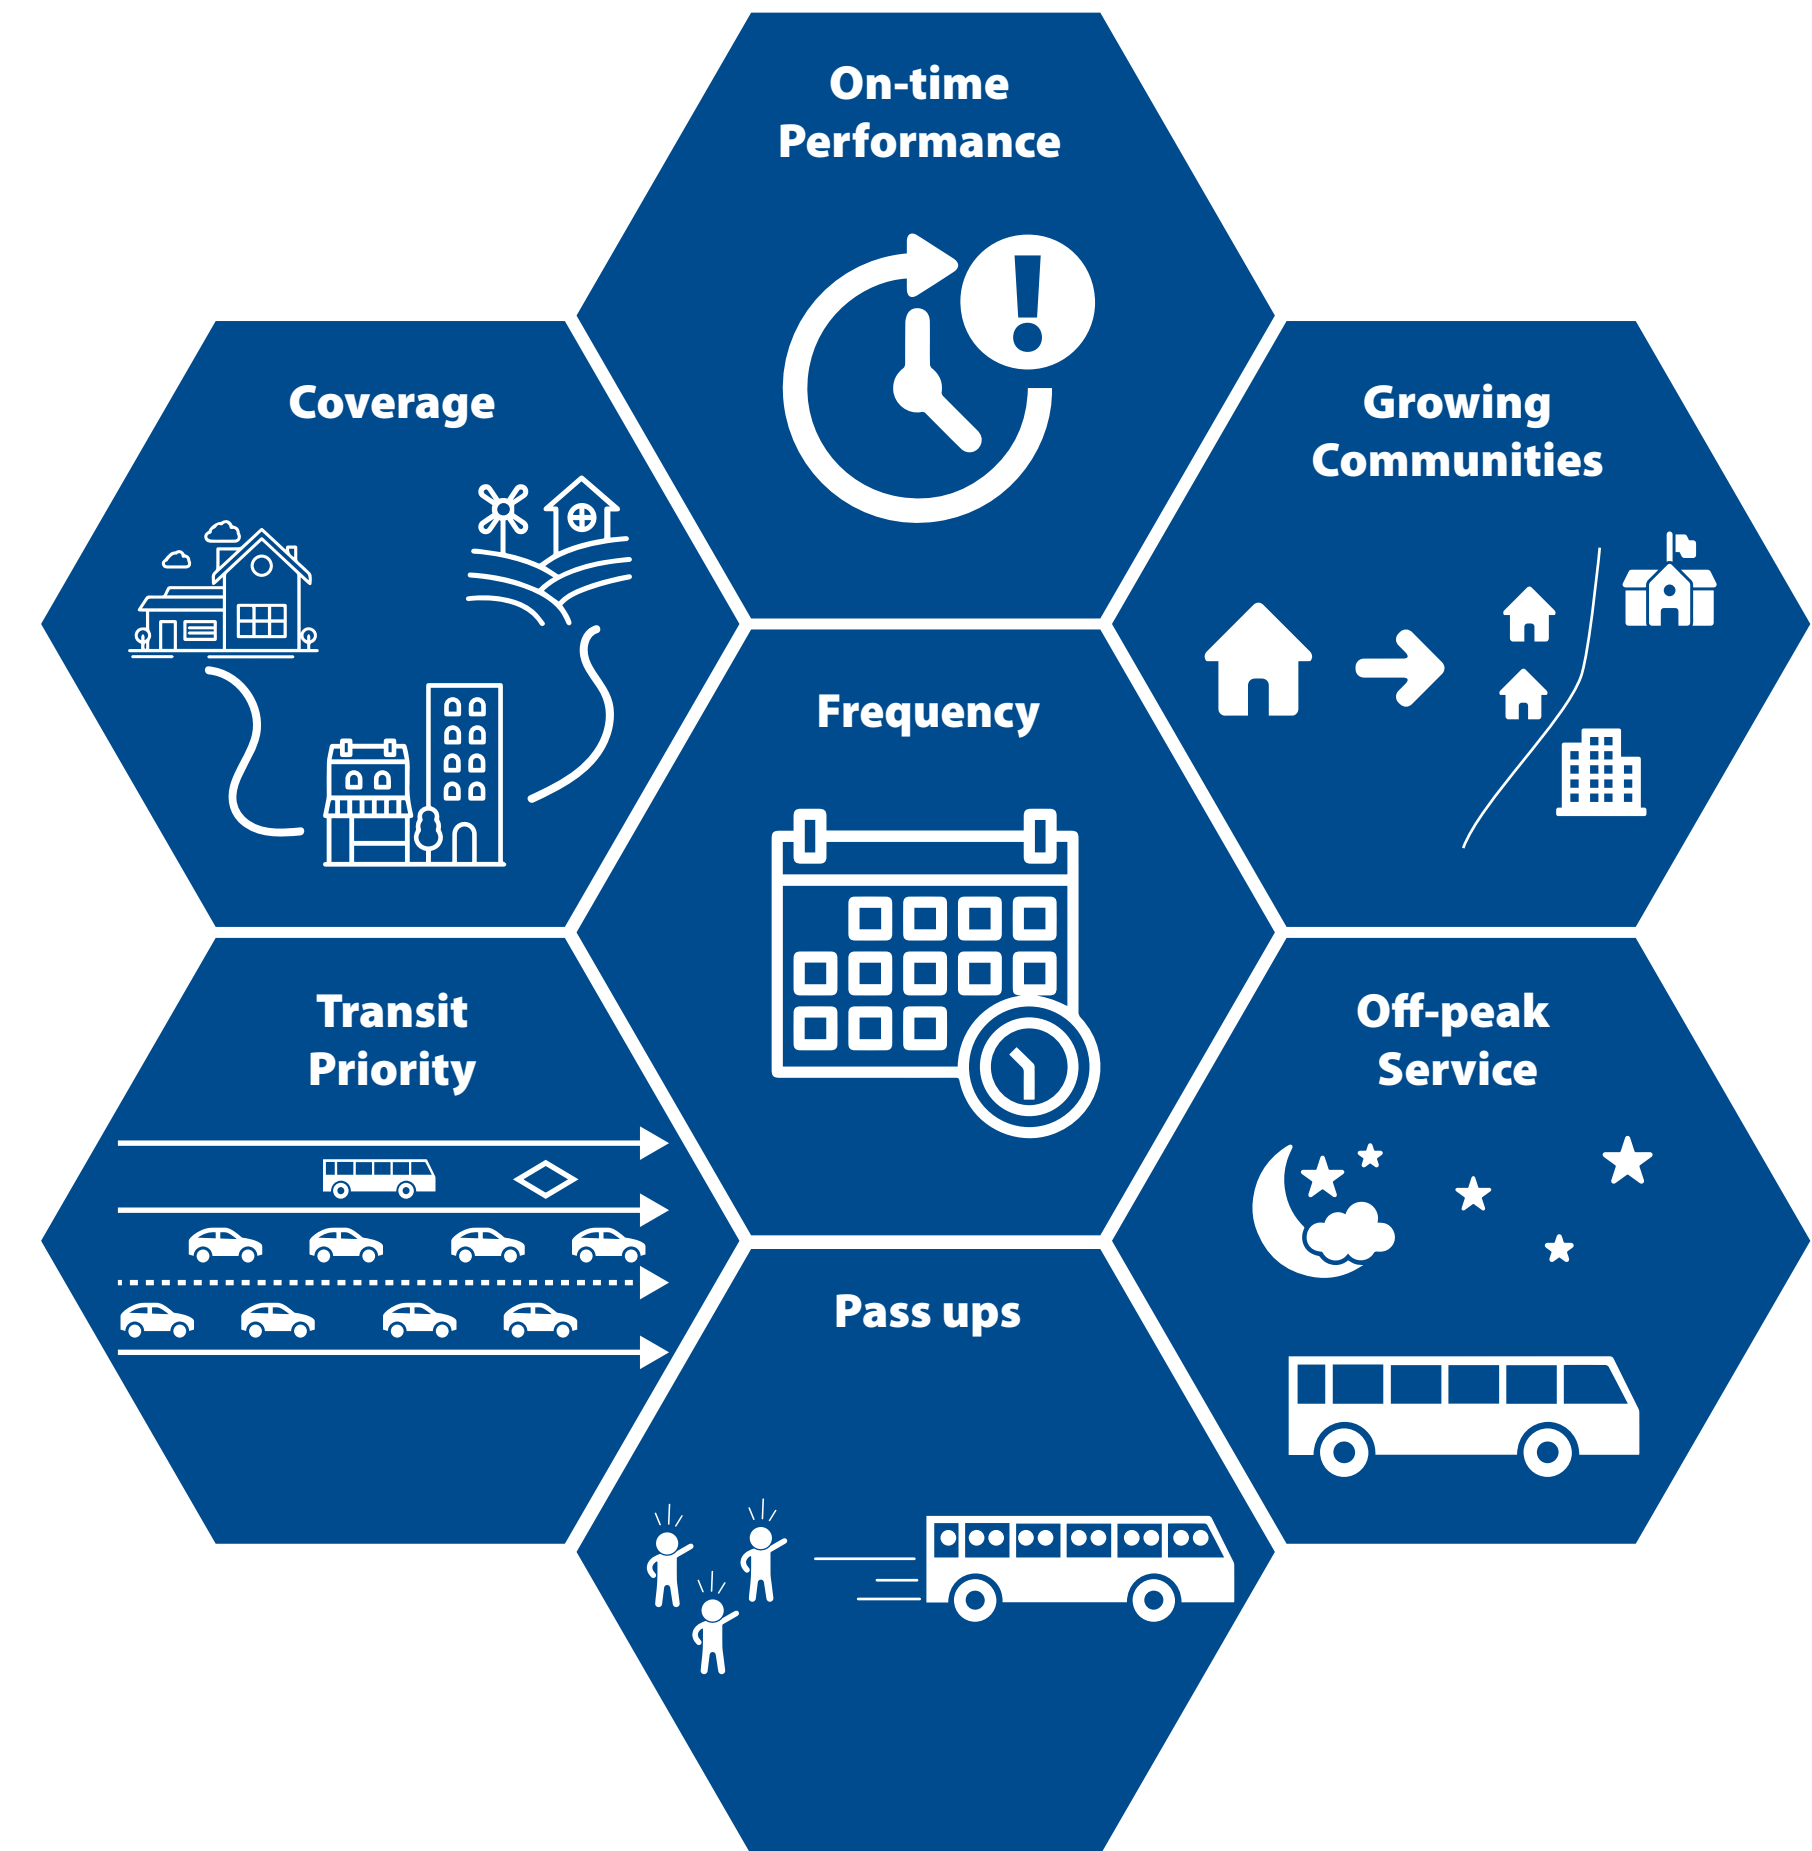 On-time
Performance
Coverage
Growing
Communities
Frequency
Transit
Priority
Off-peak
Service
Pass ups